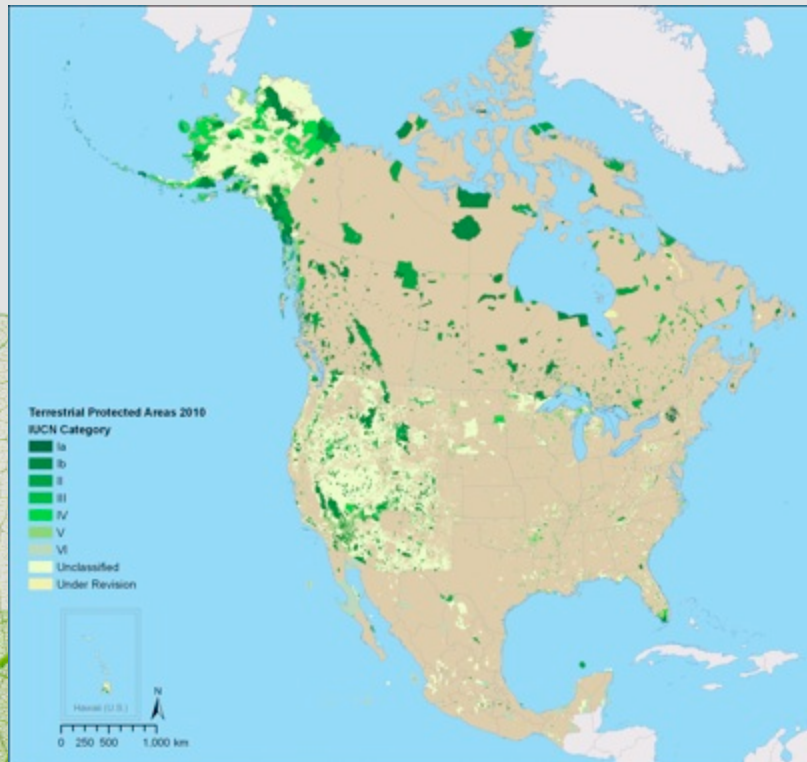 Terrestrial Protected Areas 2010
IUCN Category
Ia
Ib
II
III
IV
V
VI
Unclassified
Under Revision
Hawaii (U.S.)
N
0 250 500 1,000 km